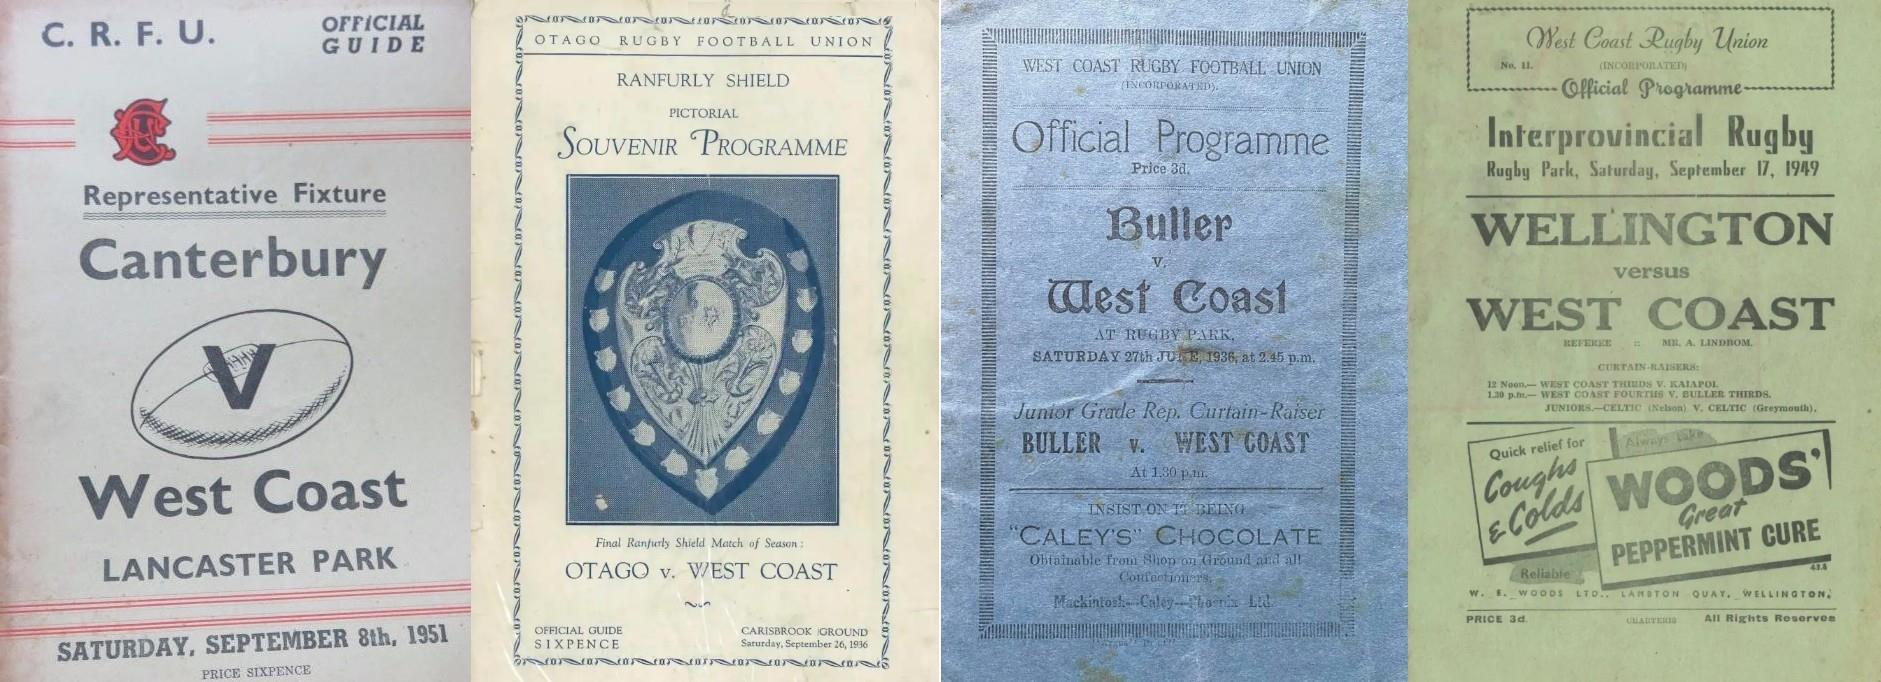 C. R. F. U.
OFFICIAL
GUIDE
Representative Fixture
Canterbury
V
West Coast
LANCASTER PARK
SATURDAY, SEPTEMBER 8th, 1951
PRICE SIXPENCE
OTAGO RUGBY FOOTBALL UNION
RANFURLY SHIELD
PICTORIAL
SOUVENIR PROGRAMME
Final Ranfurly Shield Match of Season:
OTAGO v. WEST COAST
OFFICIAL GUIDE
SIXPENCE
CARISBROOK GROUND
Saturday, September 26, 1936
WEST COAST RUGBY FOOTBALL UNION
(INCORPORATED).
Official Programme
Price 3d.
Buller
v.
West Coast
AT RUGBY PARK,
SATURDAY 27th JUNE, 1936, at 2.45 p.m.
Junior Grade Rep. Curtain-Raiser
BULLER v. WEST COAST
At 1.30 p.m.
INSIST ON IT BEING
"CALEY'S" CHOCOLATE
Obtainable from Shop on Ground and all
Confectioners.
Mackintosh—Caley—Phoenix Ltd.
West Coast Rugby Union
No. 11.
(INCORPORATED)
Official Programme
Interprovincial Rugby
Rugby Park, Saturday, September 17, 1949
WELLINGTON
versus
WEST COAST
REFEREE :: MR. A. LINDBOM.
CURTAIN-RAISERS:
12 Noon.— WEST COAST THIRDS V. KAIAPOI.
1.30 p.m.— WEST COAST FOURTHS V. BULLER THIRDS.
JUNIORS.—CELTIC (Nelson) V. CELTIC (Greymouth).
Quick relief for
Coughs
& Colds
Always take
WOODS'
Great
PEPPERMINT CURE
Reliable
43.8
W. E. WOODS LTD., LAMBTON QUAY, WELLINGTON.
PRICE 3d.
CHARTERIS
All Rights Reserved